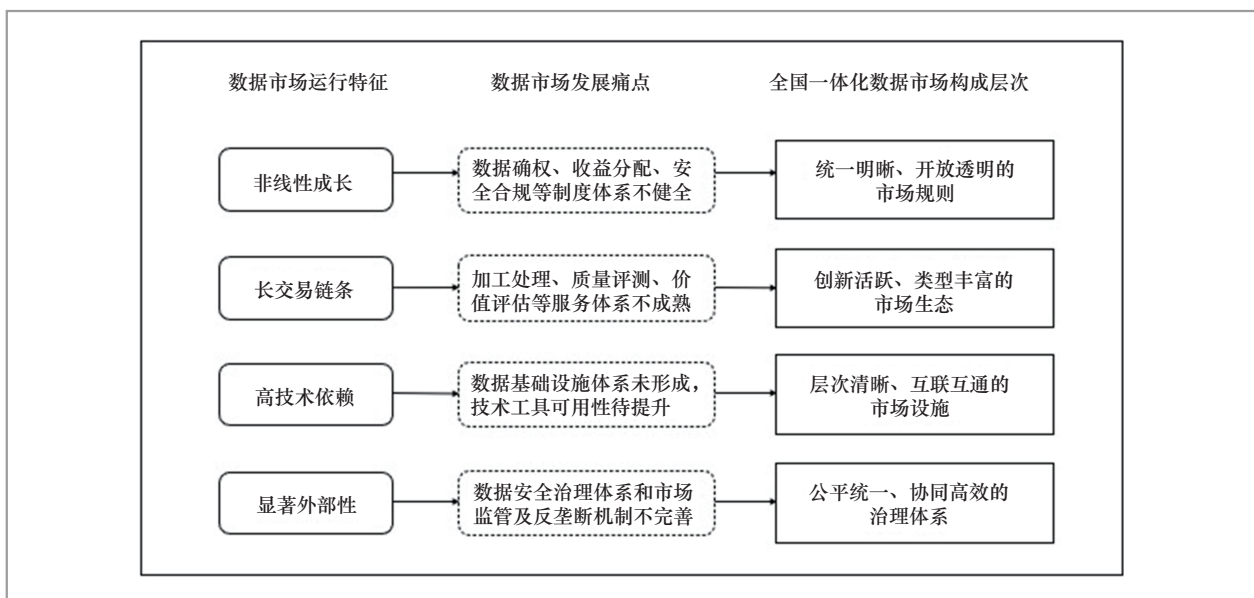 数据市场运行特征
数据市场发展痛点
全国一体化数据市场构成层次
非线性成长
数据确权、收益分配、安
全合规等制度体系不健全
统一明晰、开放透明的
市场规则
长交易链条
加工处理、质量评测、价
值评估等服务体系不成熟
创新活跃、类型丰富的
市场生态
高技术依赖
数据基础设施体系未形成，
技术工具可用性待提升
层次清晰、互联互通的
市场设施
显著外部性
数据安全治理体系和市场
监管及反垄断机制不完善
公平统一、协同高效的
治理体系